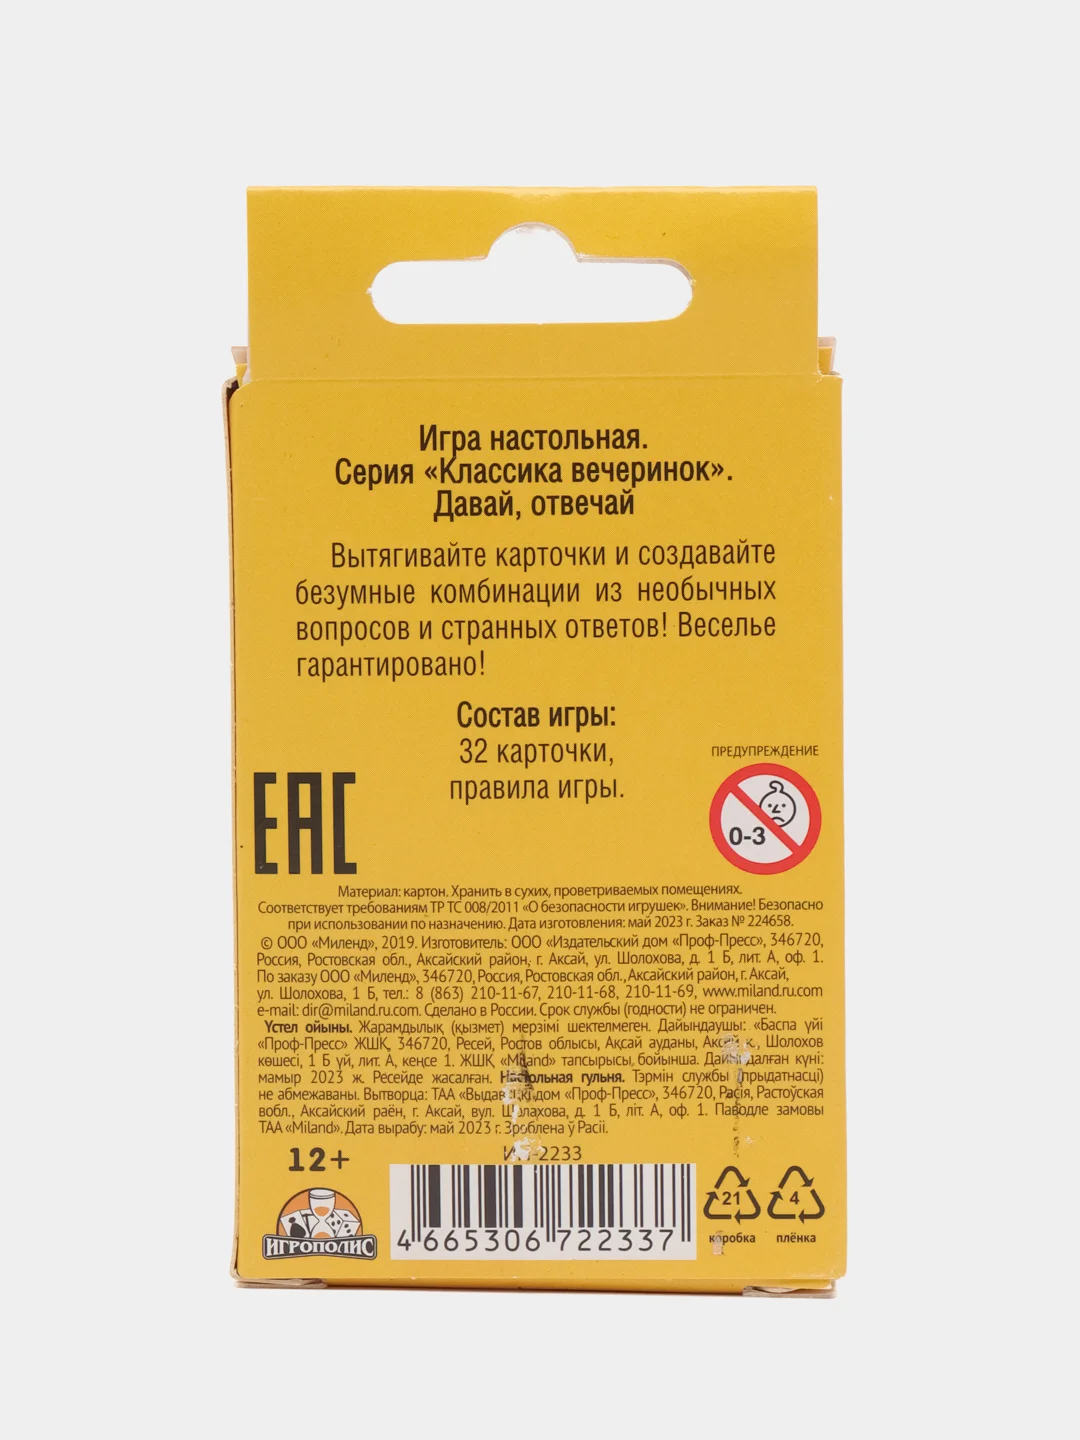 Игра настольная.
Серия «Классика вечеринок».
Давай, отвечай
Вытягивайте карточки и создавайте
безумные комбинации из необычных
вопросов и странных ответов! Веселье
гарантировано!
Состав игры:
32 карточки,
правила игры.
ПРЕДУПРЕЖДЕНИЕ
0-3
EAC
Материал: картон. Хранить в сухих, проветриваемых помещениях.
Соответствует требованиям ТР ТС 008/2011 «О безопасности игрушек». Внимание! Безопасно
при использовании по назначению. Дата изготовления: май 2023 г. Заказ № 224658.
© ООО «Миленд», 2019. Изготовитель: ООО «Издательский дом «Проф-Пресс», 346720,
Россия, Ростовская обл., Аксайский район, г. Аксай, ул. Шолохова, д. 1 Б, лит. А, оф. 1.
По заказу ООО «Миленд», 346720, Россия, Ростовская обл., Аксайский район, г. Аксай,
ул. Шолохова, 1 Б, тел.: 8 (863) 210-11-67, 210-11-68, 210-11-69, www.miland.ru.com
e-mail: dir@miland.ru.com. Сделано в России. Срок службы (годности) не ограничен.
Үстел ойыны. Жарамдылық (қызмет) мерзімі шектелмеген. Дайындаушы: «Баспа үйі
«Проф-Пресс» ЖШҚ, 346720, Ресей, Ростов облысы, Ақсай ауданы, Ақсай қ., Шолохов
көшесі, 1 Б үй, лит. А, кеңсе 1. ЖШҚ «Miland» тапсырысы бойынша. Дайындалған күні:
мамыр 2023 ж. Ресейде жасалған. Настольная гульня. Тэрмін службы (прыдатнасці)
не абмежаваны. Вытворца: ТАА «Выдавецкі дом «Проф-Пресс», 346720, Расія, Растоўская
вобл., Аксайский раён, г. Аксай, вул. Шолахова, д. 1 Б, літ. А, оф. 1. Паводле замовы
ТАА «Miland». Дата вырабу: май 2023 г. Зроблена ў Расіі.
12+
-2233
ИГРОПОЛИС
4 665306 722337
21
коробка
4
плёнка